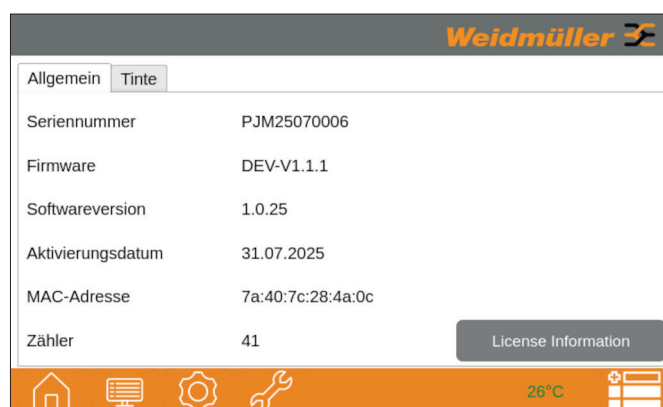 Weidmüller
Allgemein Tinte
Seriennummer PJM25070006
Firmware DEV-V1.1.1
Softwareversion 1.0.25
Aktivierungsdatum 31.07.2025
MAC-Adresse 7a:40:7c:28:4a:0c
Zähler 41 License Information
26°C